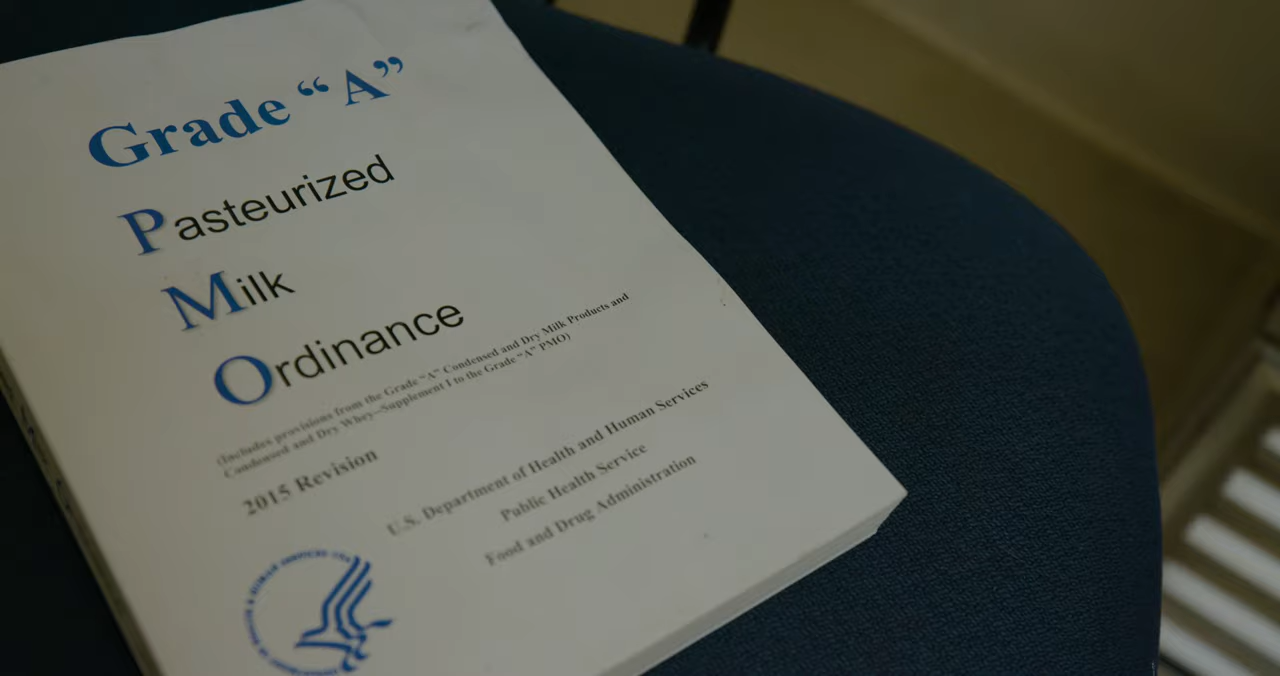 Grade “A”
Pasteurized
Milk
Ordinance
(Includes provisions from the Grade “A” Condensed and Dry Milk Products and
Condensed and Dry Whey--Supplement I to the Grade “A” PMO)
2015 Revision
U.S. Department of Health and Human Services
Public Health Service
Food and Drug Administration